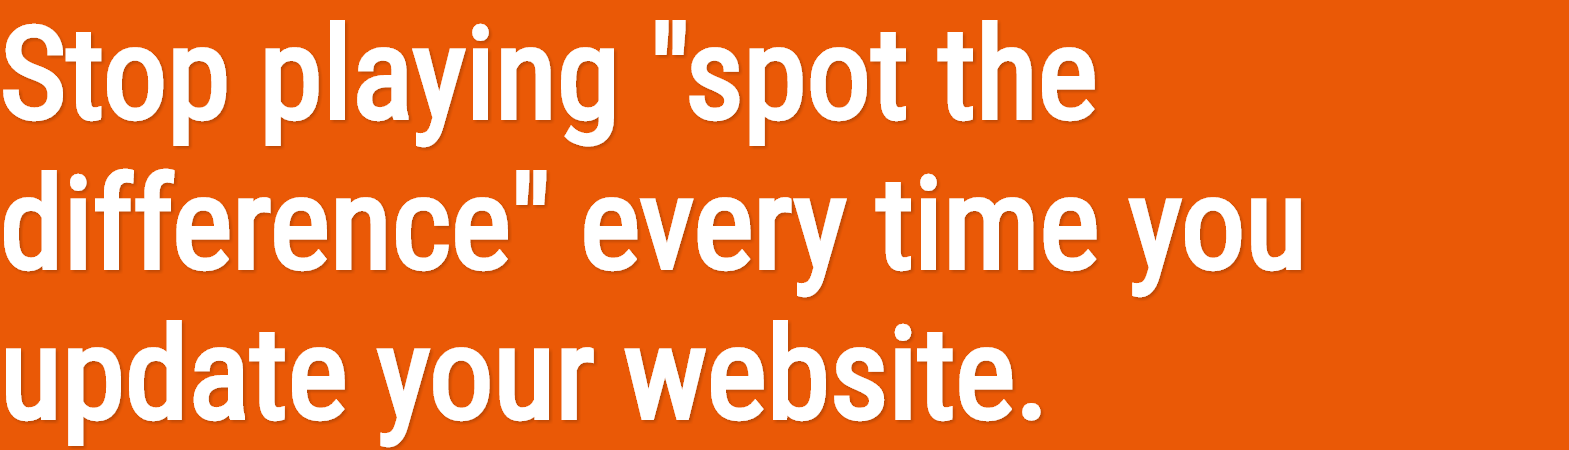 Stop playing "spot the
difference" every time you
update your website.